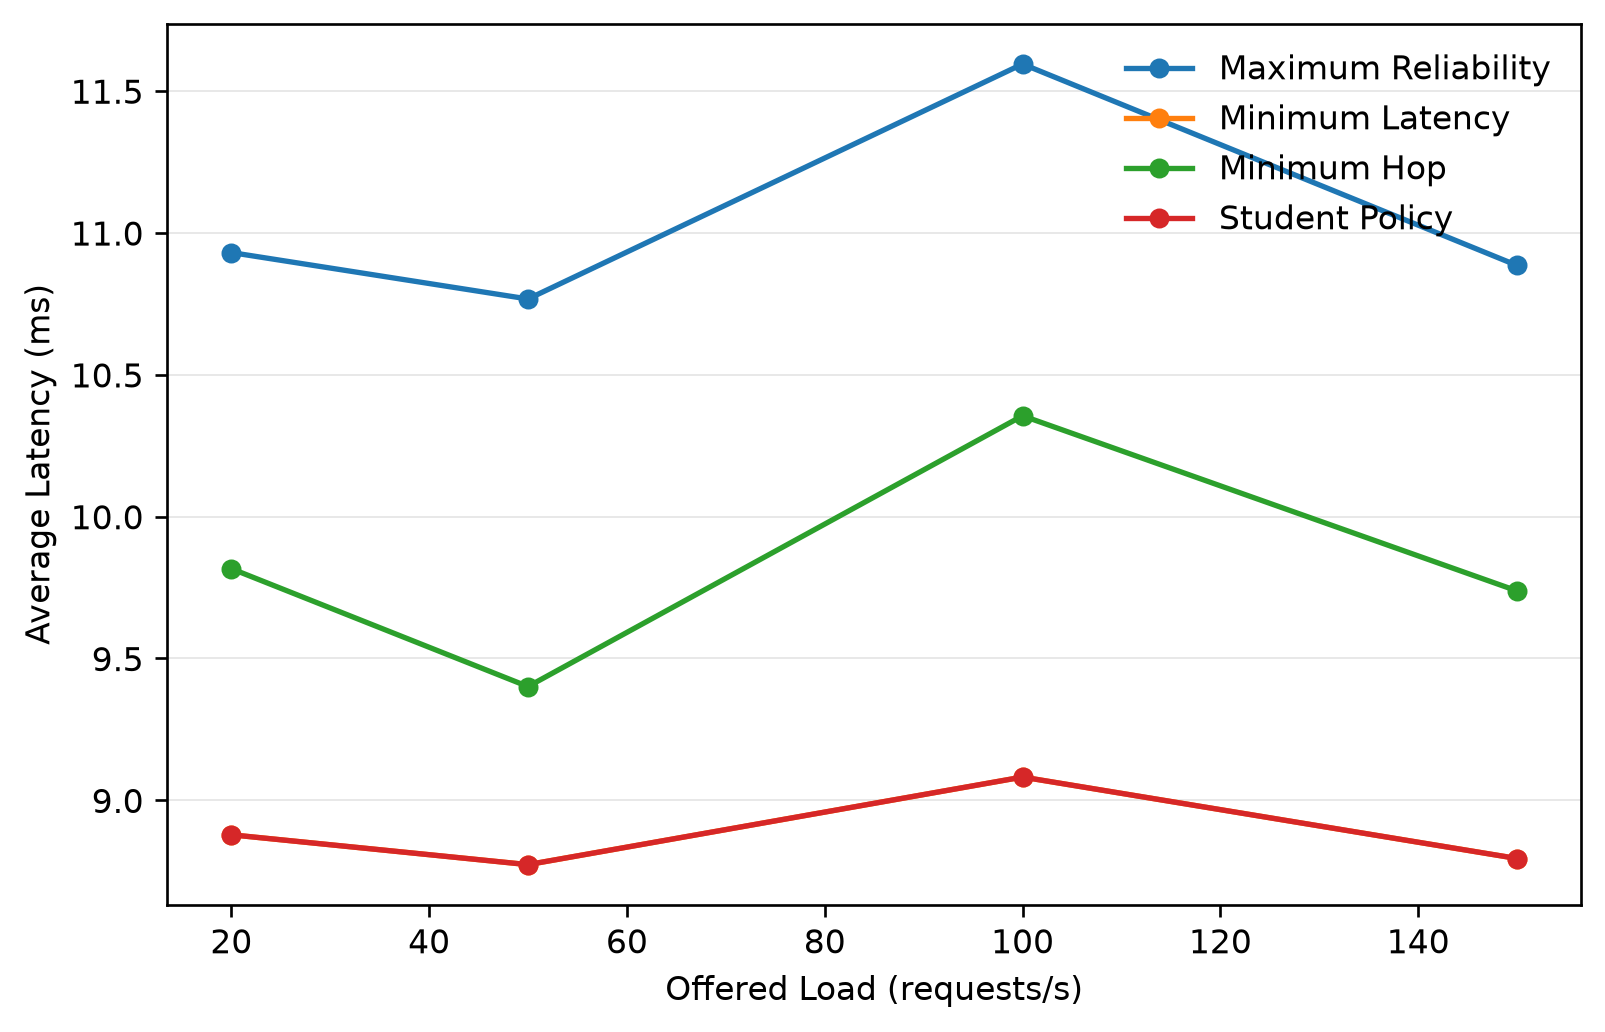 Maximum Reliability
Minimum Latency
Minimum Hop
Student Policy
11.5
11.0
10.5
10.0
9.5
9.0
Average Latency (ms)
20 40 60 80 100 120 140
Offered Load (requests/s)